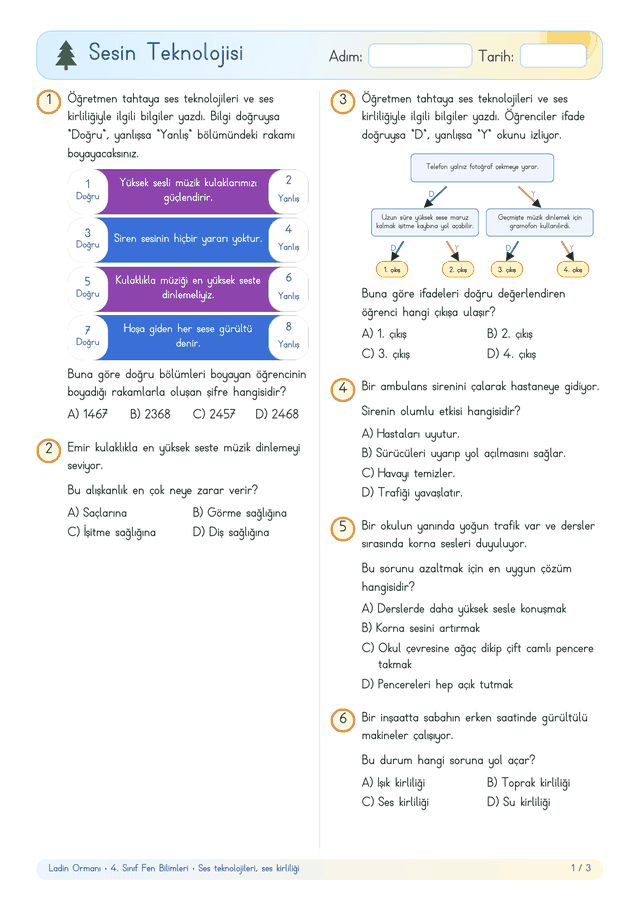 Sesin Teknolojisi
Adım:
Tarih:
1
Öğretmen tahtaya ses teknolojileri ve ses
kirliliğiyle ilgili bilgiler yazdı. Bilgi doğruysa
"Doğru", yanlışsa "Yanlış" bölümündeki rakamı
boyayacaksınız.
1
Doğru
Yüksek sesli müzik kulaklarımızı
güçlendirir.
2
Yanlış
3
Doğru
Siren sesinin hiçbir yararı yoktur.
4
Yanlış
5
Doğru
Kulaklıkla müziği en yüksek seste
dinlemeliyiz.
6
Yanlış
7
Doğru
Hoşa giden her sese gürültü
denir.
8
Yanlış
Buna göre doğru bölümleri boyayan öğrencinin
boyadığı rakamlarla oluşan şifre hangisidir?
A) 1467 B) 2368 C) 2457 D) 2468
2
Emir kulaklıkla en yüksek seste müzik dinlemeyi
seviyor.
Bu alışkanlık en çok neye zarar verir?
A) Saçlarına B) Görme sağlığına
C) İşitme sağlığına D) Diş sağlığına
3
Öğretmen tahtaya ses teknolojileri ve ses
kirliliğiyle ilgili bilgiler yazdı. Öğrenciler ifade
doğruysa "D", yanlışsa "Y" okunu izliyor.
Telefon yalnız fotoğraf çekmeye yarar.
D Y
Uzun süre yüksek sese maruz
kalmak işitme kaybına yol açabilir.
Geçmişte müzik dinlemek için
gramofon kullanılırdı.
D Y D Y
1. çıkış 2. çıkış 3. çıkış 4. çıkış
Buna göre ifadeleri doğru değerlendiren
öğrenci hangi çıkışa ulaşır?
A) 1. çıkış B) 2. çıkış
C) 3. çıkış D) 4. çıkış
4
Bir ambulans sirenini çalarak hastaneye gidiyor.
Sirenin olumlu etkisi hangisidir?
A) Hastaları uyutur.
B) Sürücüleri uyarıp yol açılmasını sağlar.
C) Havayı temizler.
D) Trafiği yavaşlatır.
5
Bir okulun yanında yoğun trafik var ve dersler
sırasında korna sesleri duyuluyor.
Bu sorunu azaltmak için en uygun çözüm
hangisidir?
A) Derslerde daha yüksek sesle konuşmak
B) Korna sesini artırmak
C) Okul çevresine ağaç dikip çift camlı pencere
takmak
D) Pencereleri hep açık tutmak
6
Bir inşaatta sabahın erken saatinde gürültülü
makineler çalışıyor.
Bu durum hangi soruna yol açar?
A) Işık kirliliği B) Toprak kirliliği
C) Ses kirliliği D) Su kirliliği
Ladin Ormanı • 4. Sınıf Fen Bilimleri • Ses teknolojileri, ses kirliliği
1 / 3